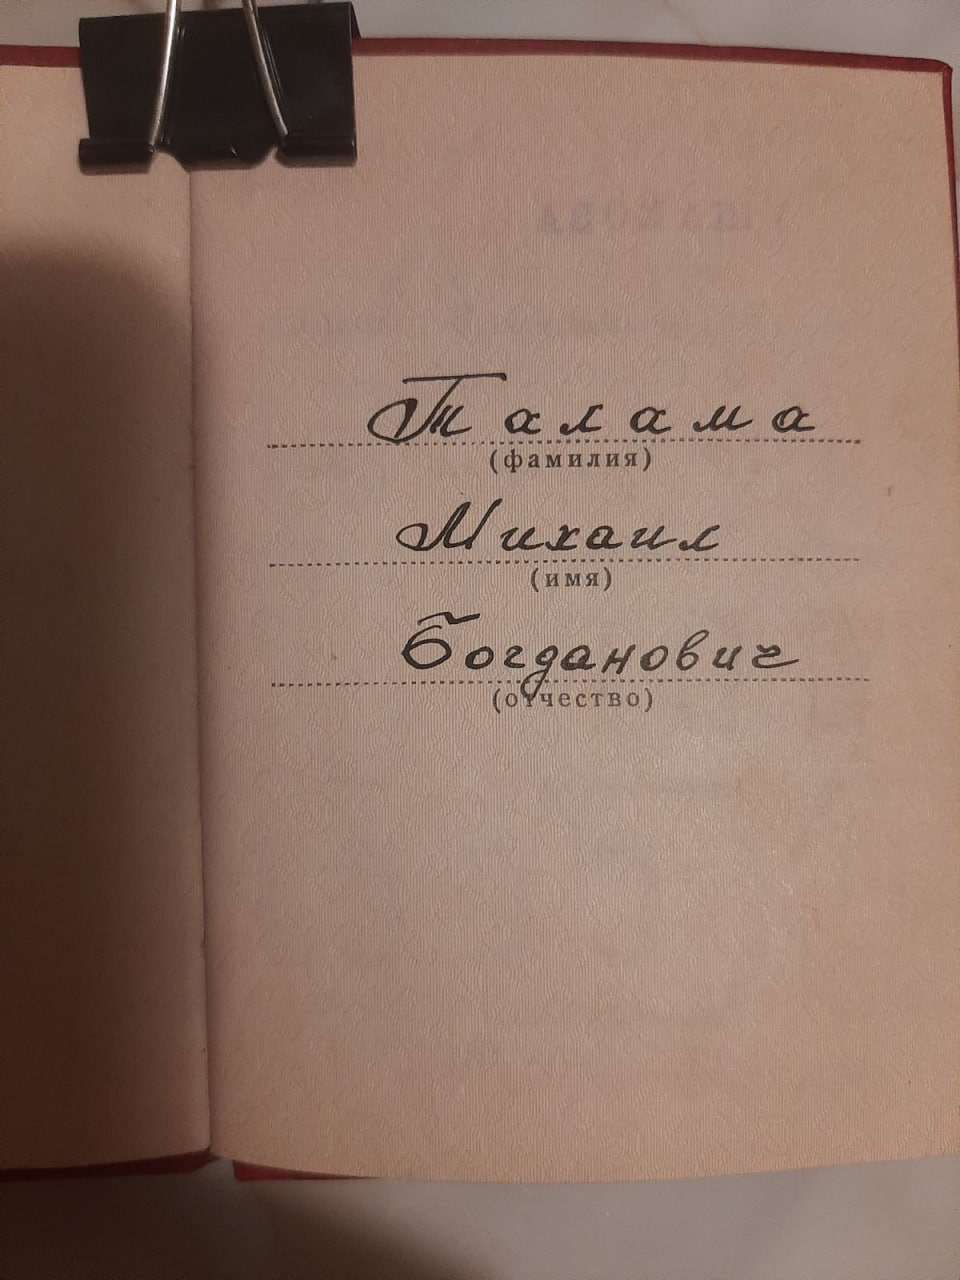 Талама
(фамилия)
Михаил
(имя)
Богданович
(отчество)